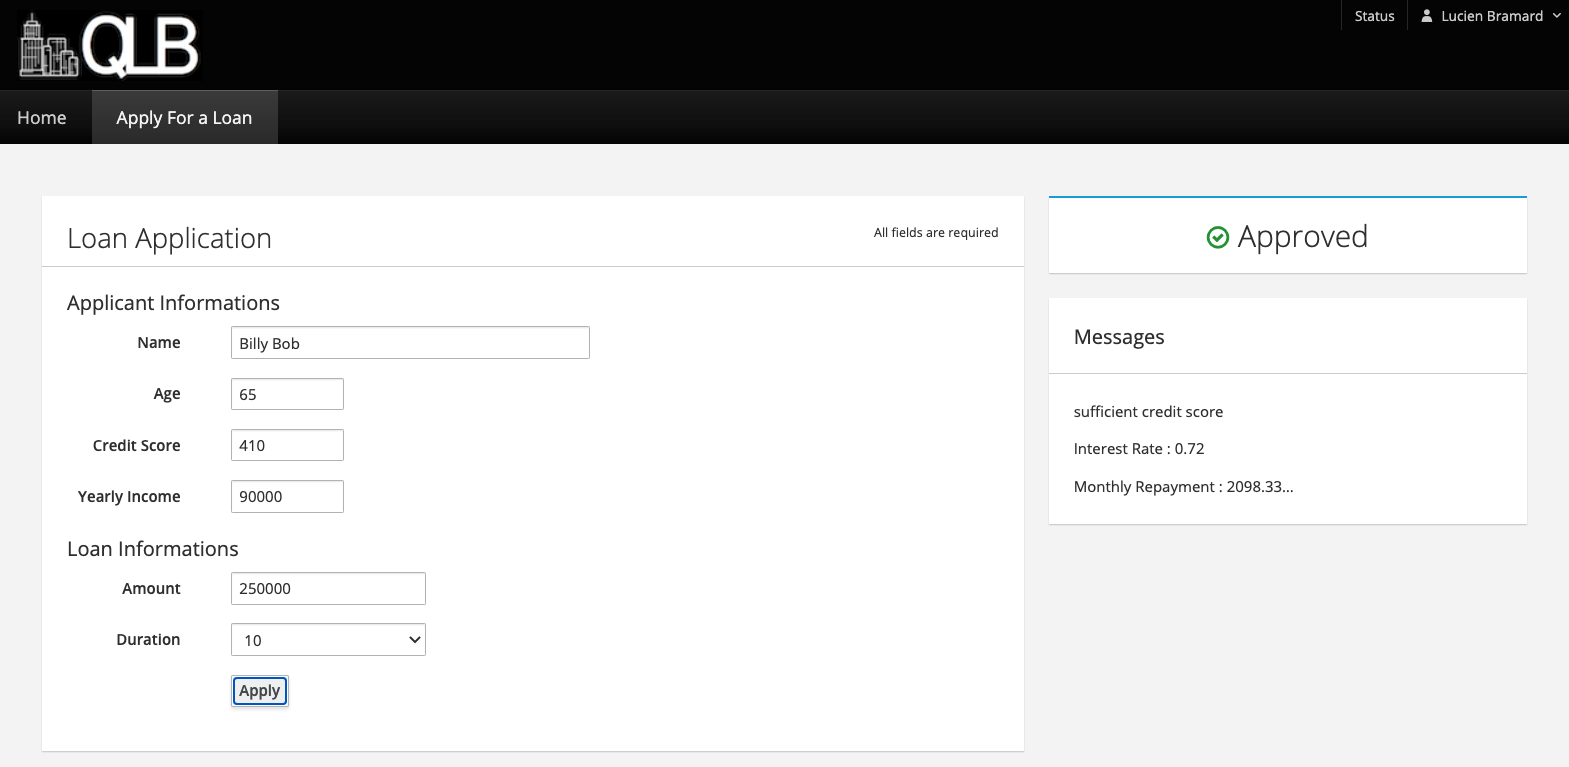 QLB
Status
Lucien Bramard
Home
Apply For a Loan
Loan Application
All fields are required
Applicant Informations
Name
Billy Bob
Age
65
Credit Score
410
Yearly Income
90000
Loan Informations
Amount
250000
Duration
10
Apply
Approved
Messages
sufficient credit score
Interest Rate : 0.72
Monthly Repayment : 2098.33...